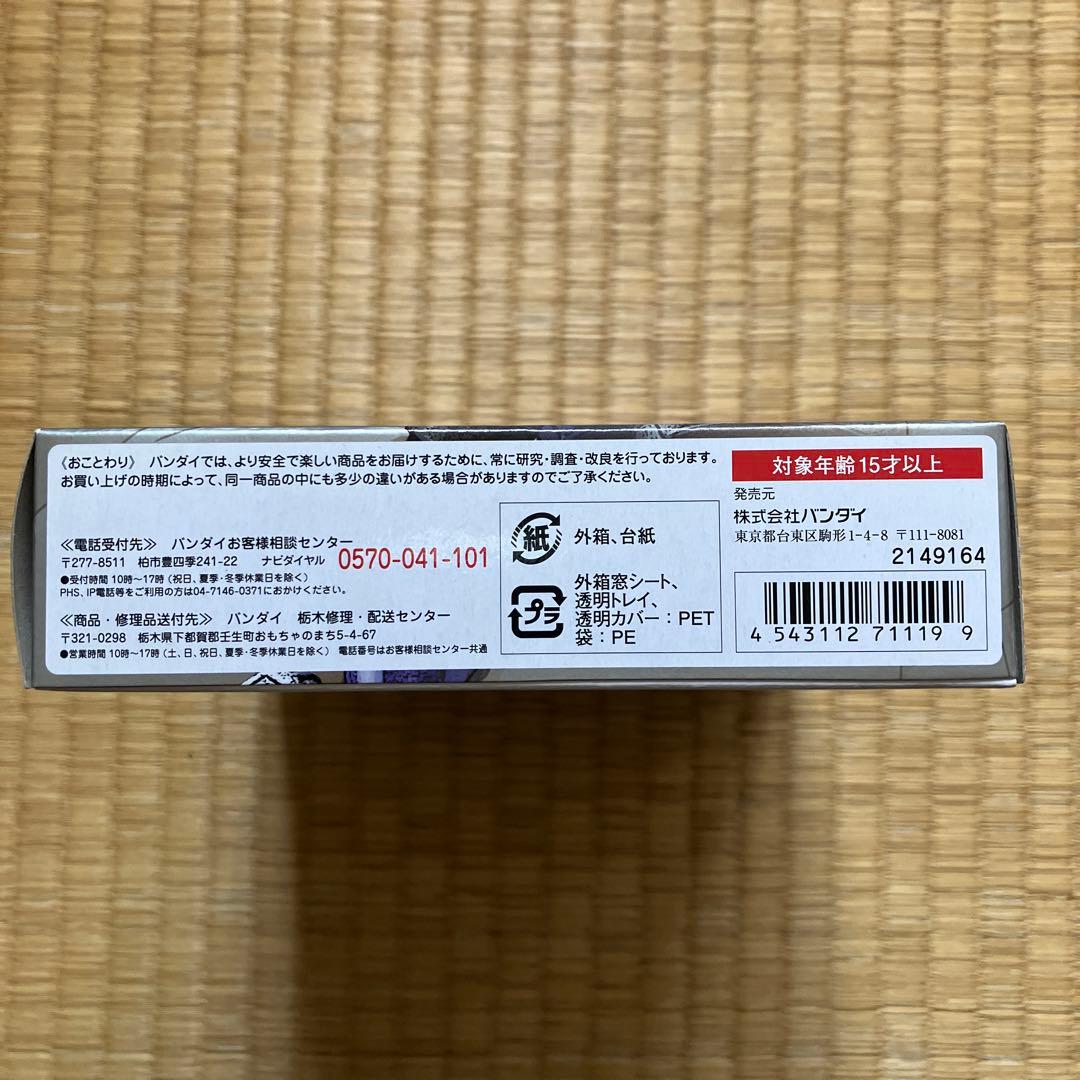 《おことわり》 バンダイでは、より安全で楽しい商品をお届けするために、常に研究・調査・改良を行っております。
お買い上げの時期によって、同一商品の中にも多少の違いがある場合がありますのでご了承ください。
≪電話受付先≫ バンダイお客様相談センター
〒277-8511 柏市豊四季241-22 ナビダイヤル 0570-041-101
●受付時間 10時〜17時 (祝日、夏季・冬季休業日を除く)
PHS、IP電話等をご利用の方は04-7146-0371におかけください。
≪商品・修理品送付先≫ バンダイ 栃木修理・配送センター
〒321-0298 栃木県下都賀郡壬生町おもちゃのまち5-4-67
●営業時間 10時〜17時 (土、日、祝日、夏季・冬季休業日を除く) 電話番号はお客様相談センター共通
紙 外箱、台紙
プラ 外箱窓シート、
透明トレイ、
透明カバー：PET
袋：PE
対象年齢15才以上
発売元
株式会社バンダイ
東京都台東区駒形1-4-8 〒111-8081
2149164
4 543112 711199